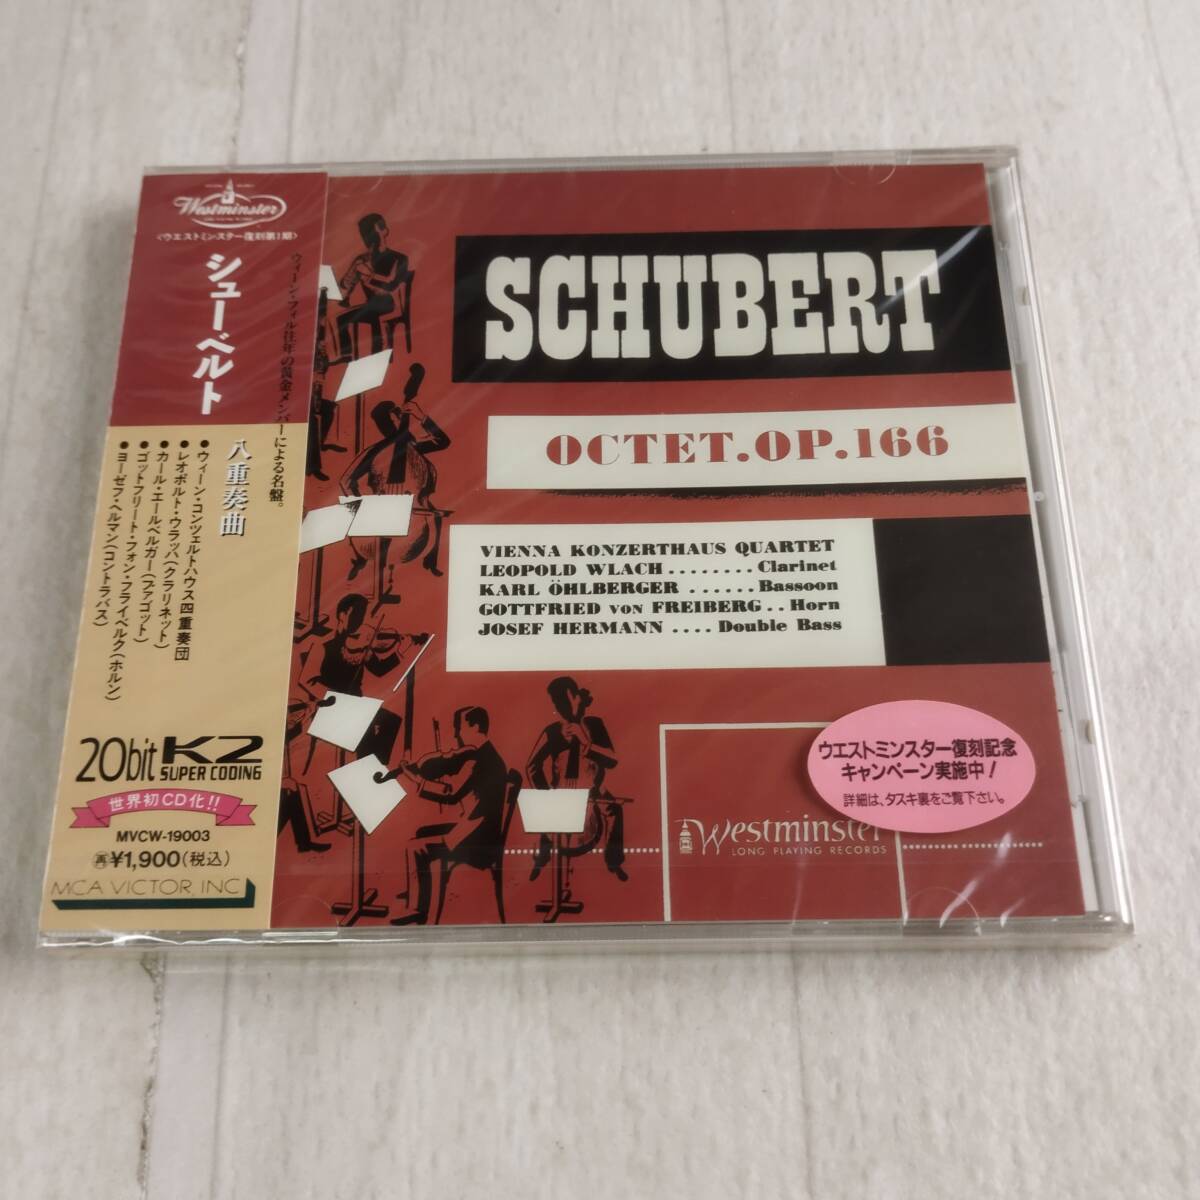 Westminster
<ウエストミンスター復刻第1期>
シューベルト
ウィーン・フィル往年の黄金メンバーによる名盤。
八重奏曲
●ウィーン・コンツェルトハウス四重奏団
●レオポルト・ウラッハ(クラリネット)
●カール・エールベルガー(ファゴット)
●ゴットフリート・フォン・フライベルク(ホルン)
●ヨーゼフ・ヘルマン(コントラバス)
20bit K2
SUPER CODING
世界初CD化!!
MVCW-19003
再¥1,900(税込)
MCA VICTOR, INC
SCHUBERT
OCTET.OP.166
VIENNA KONZERTHAUS QUARTET
LEOPOLD WLACH ........ Clarinet
KARL ÖHLBERGER ...... Bassoon
GOTTFRIED VON FREIBERG .. Horn
JOSEF HERMANN .... Double Bass
ウエストミンスター復刻記念
キャンペーン実施中!
詳細は、タスキ裏をご覧下さい。
Westminster
LONG PLAYING RECORDS